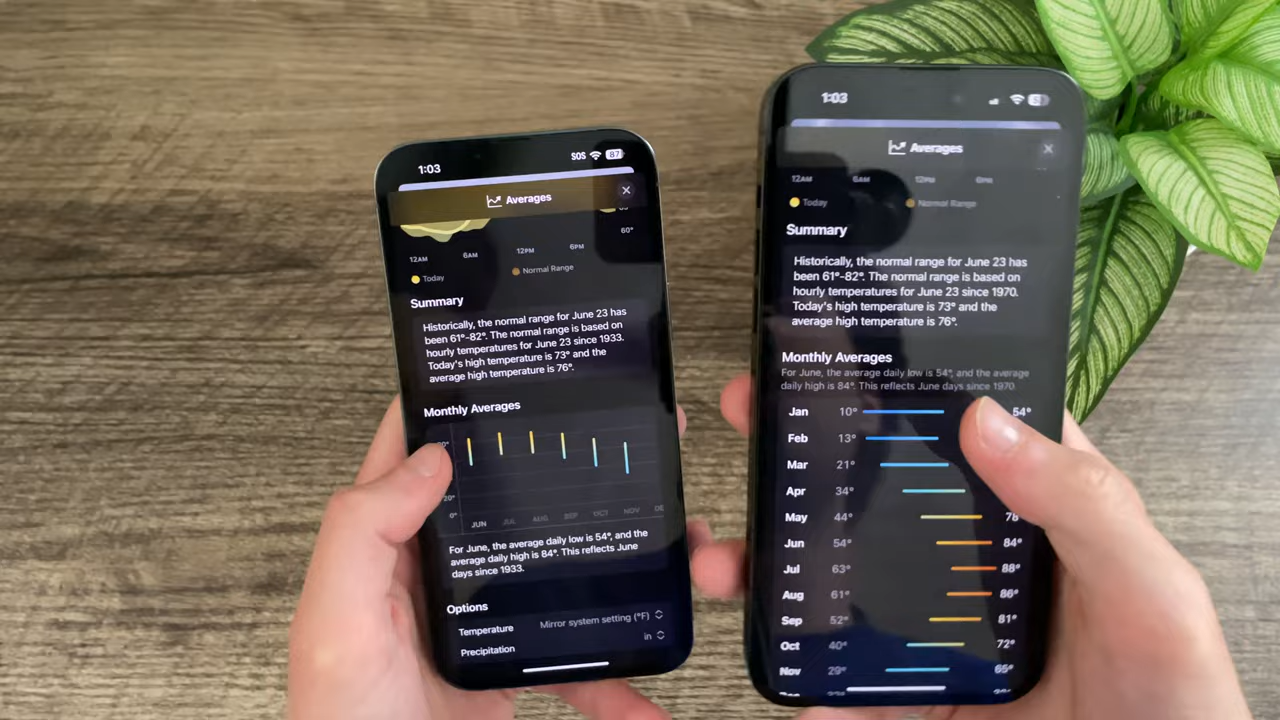 1:03
SOS
87
Averages
60°
12AM
6AM
12PM
6PM
Today
Normal Range
Summary
Historically, the normal range for June 23 has
been 61°-82°. The normal range is based on
hourly temperatures for June 23 since 1933.
Today's high temperature is 73° and the
average high temperature is 76°.
Monthly Averages
20°
0°
JUN
JUL
AUG
SEP
OCT
NOV
For June, the average daily low is 54°, and the
average daily high is 84°. This reflects June
days since 1933.
Options
Temperature
Mirror system setting (°F)
Precipitation
in
1:03
Averages
12AM
6AM
12PM
6PM
Today
Normal Range
Summary
Historically, the normal range for June 23 has
been 61°-82°. The normal range is based on
hourly temperatures for June 23 since 1970.
Today's high temperature is 73° and the
average high temperature is 76°.
Monthly Averages
For June, the average daily low is 54°, and the
average daily high is 84°. This reflects June days since 1970.
Jan 10° 54°
Feb 13°
Mar 21°
Apr 34°
May 44° 78°
Jun 54° 84°
Jul 63° 88°
Aug 61° 86°
Sep 52° 81°
Oct 40° 72°
Nov 29° 65°